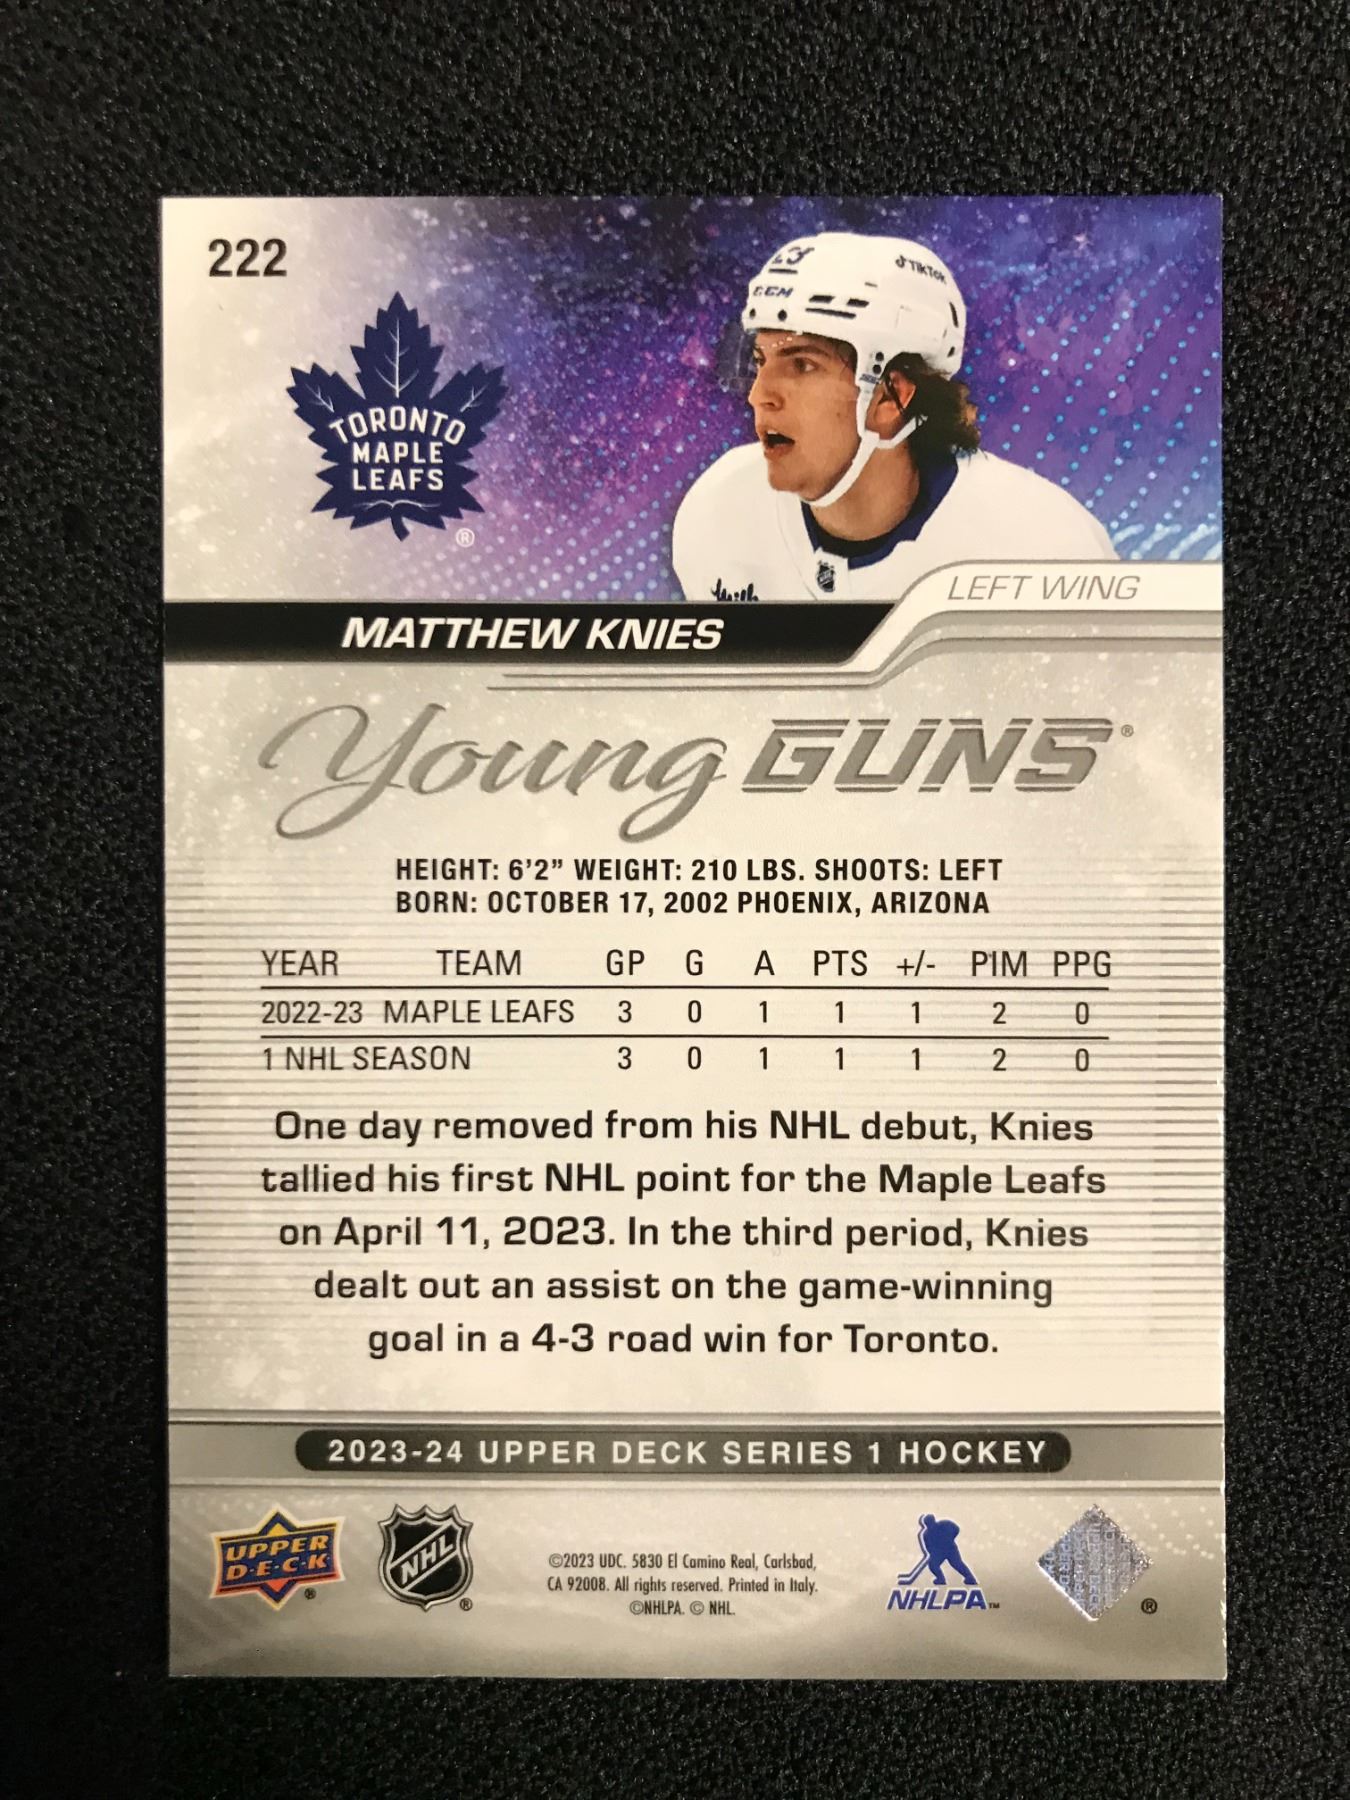 222
TORONTO
MAPLE
LEAFS
®
23
CCM
TikTok
LEFT WING
MATTHEW KNIES
Young GUNS®
HEIGHT: 6'2" WEIGHT: 210 LBS. SHOOTS: LEFT
BORN: OCTOBER 17, 2002 PHOENIX, ARIZONA
YEAR TEAM GP G A PTS +/- PIM PPG
2022-23 MAPLE LEAFS 3 0 1 1 1 2 0
1 NHL SEASON 3 0 1 1 1 2 0
One day removed from his NHL debut, Knies
tallied his first NHL point for the Maple Leafs
on April 11, 2023. In the third period, Knies
dealt out an assist on the game-winning
goal in a 4-3 road win for Toronto.
2023-24 UPPER DECK SERIES 1 HOCKEY
UPPER
D·E·C·K
®
NHL
®
©2023 UDC. 5830 El Camino Real, Carlsbad,
CA 92008. All rights reserved. Printed in Italy.
©NHLPA. © NHL.
NHLPA™
®